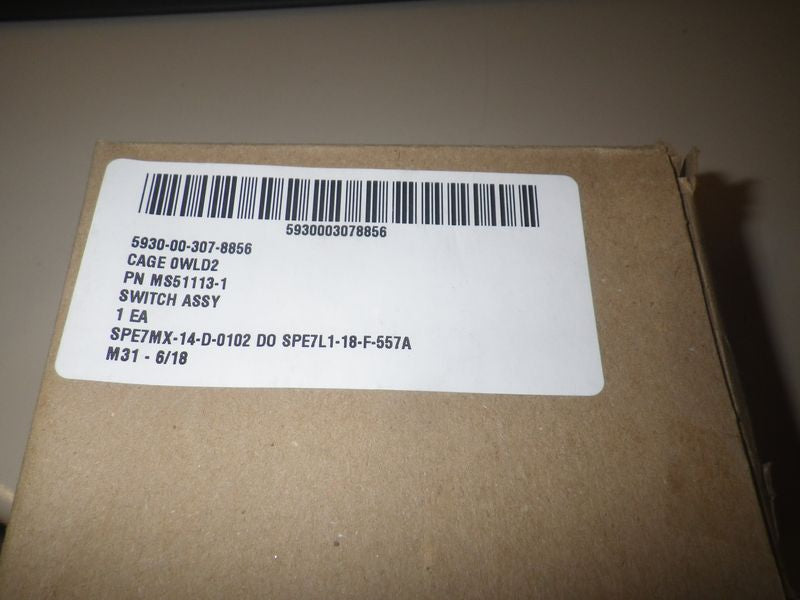 5930003078856
5930-00-307-8856
CAGE 0WLD2
PN MS51113-1
SWITCH ASSY
1 EA
SPE7MX-14-D-0102 DO SPE7L1-18-F-557A
M31 - 6/18